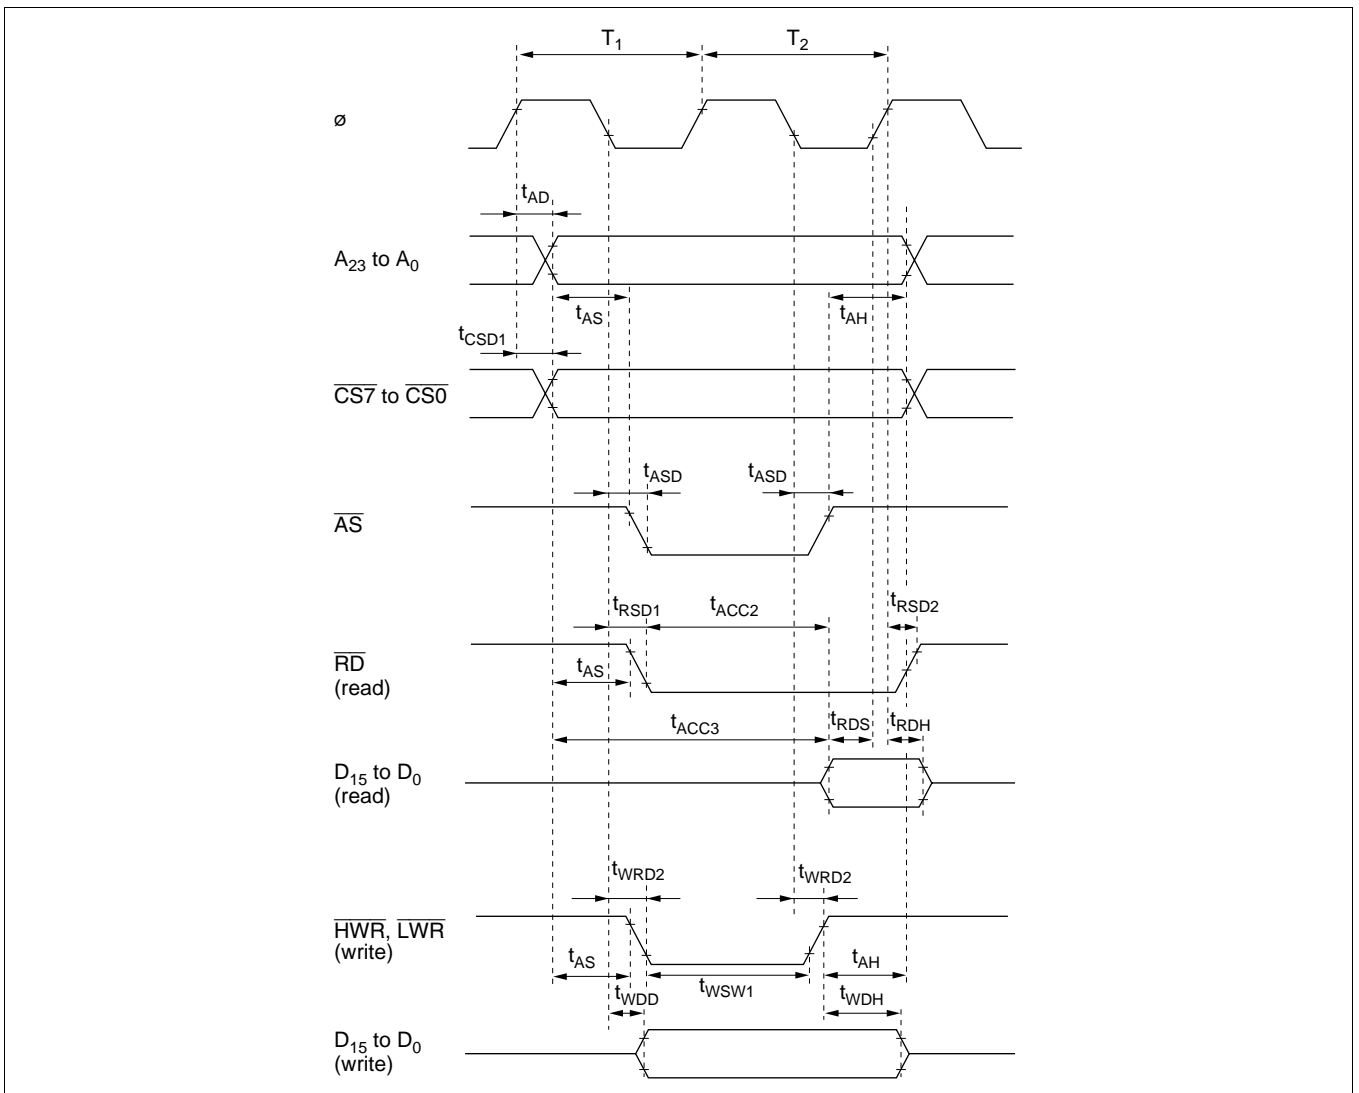 T1 T2
ø
tAD
A23 to A0
tAS tAH
tCSD1
CS7 to CS0
tASD tASD
AS
tRSD1 tACC2 tRSD2
RD
(read)
tAS
tACC3 tRDS tRDH
D15 to D0
(read)
tWRD2 tWRD2
HWR, LWR
(write)
tAS tWSW1 tAH
tWDD tWDH
D15 to D0
(write)